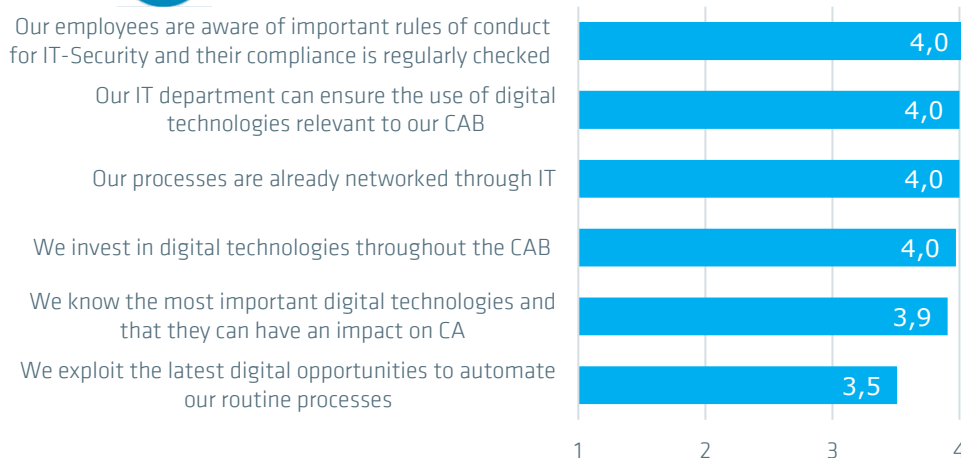 Our employees are aware of important rules of conduct
for IT-Security and their compliance is regularly checked
4,0
Our IT department can ensure the use of digital
technologies relevant to our CAB
4,0
Our processes are already networked through IT
4,0
We invest in digital technologies throughout the CAB
4,0
We know the most important digital technologies and
that they can have an impact on CA
3,9
We exploit the latest digital opportunities to automate
our routine processes
3,5
1 2 3 4